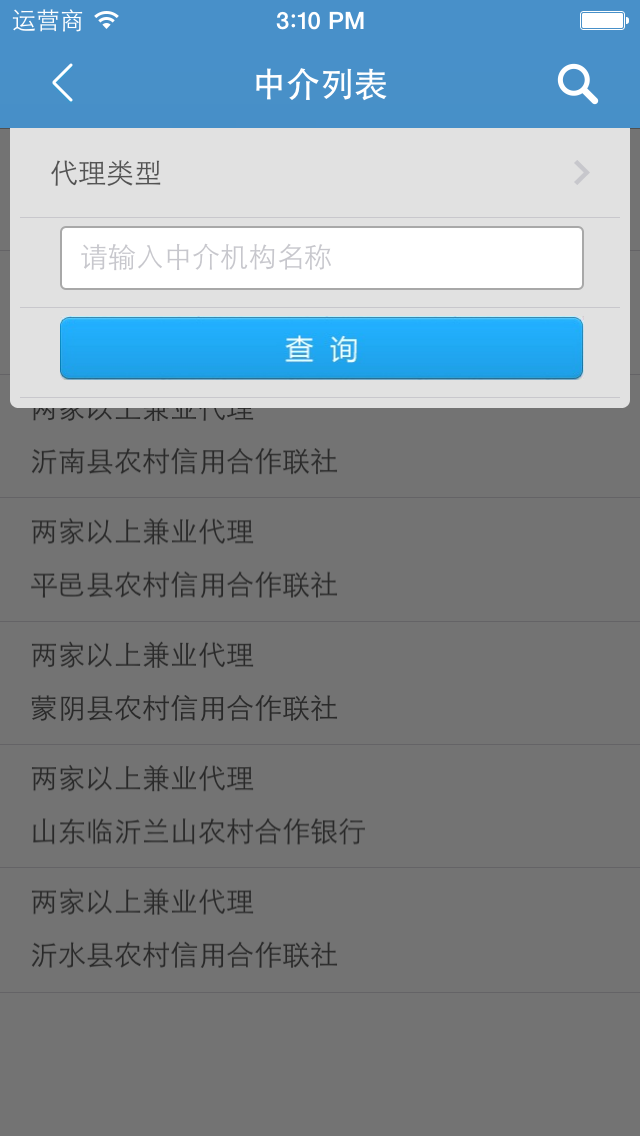 运营商
3:10 PM
中介列表
代理类型
请输入中介机构名称
查 询
两家以上兼业代理
沂南县农村信用合作联社
两家以上兼业代理
平邑县农村信用合作联社
两家以上兼业代理
蒙阴县农村信用合作联社
两家以上兼业代理
山东临沂兰山农村合作银行
两家以上兼业代理
沂水县农村信用合作联社